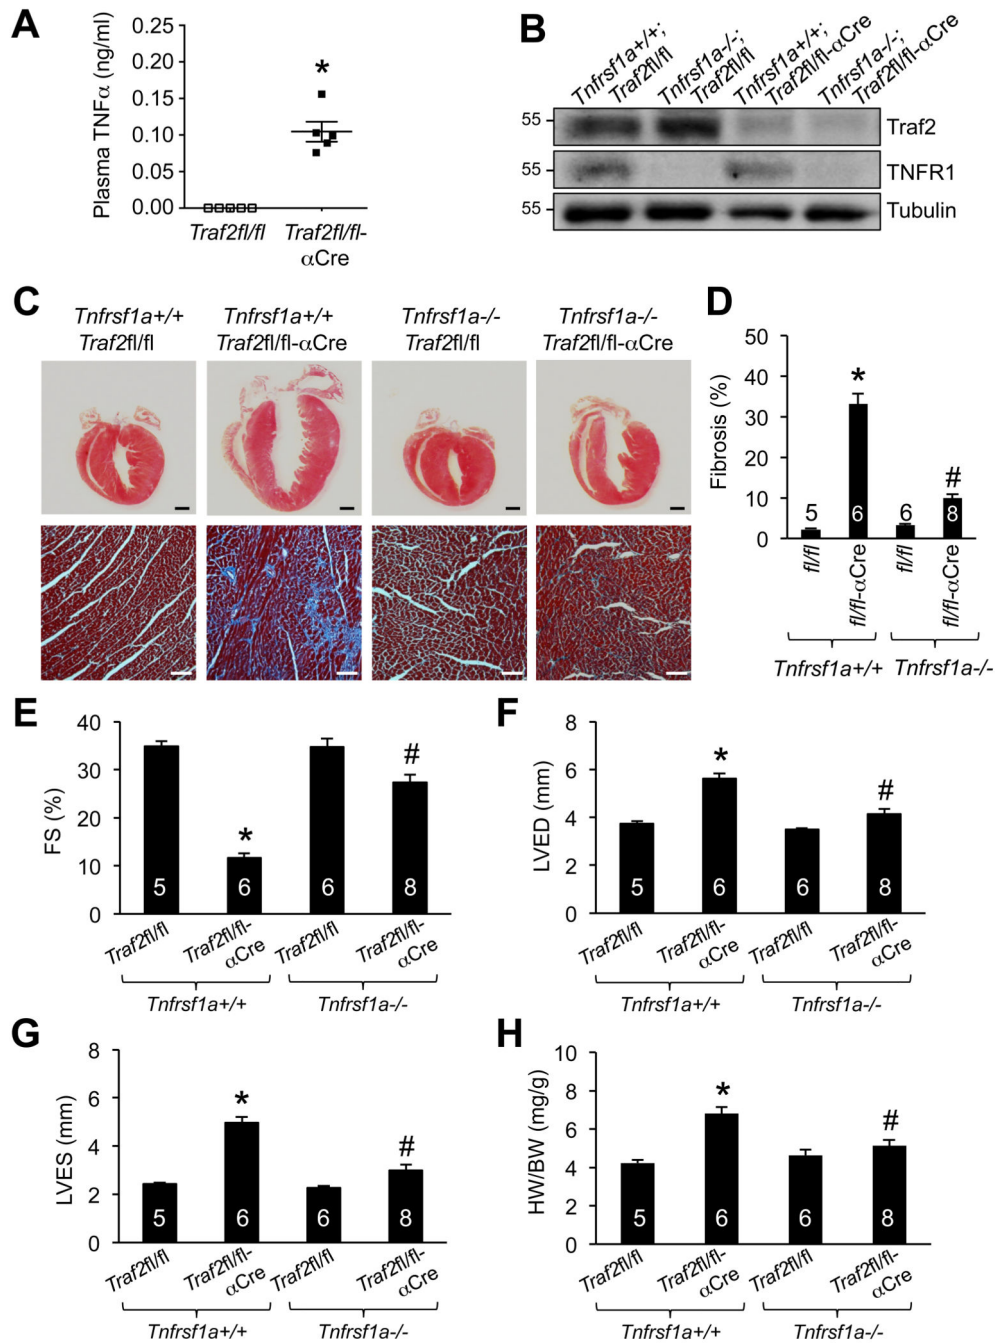 A
Plasma TNFα (ng/ml)
0.25
0.20
0.15
0.10
0.05
0.00
*
Traf2fl/fl
Traf2fl/fl-
αCre
B
Tnfrsf1a+/+;
Traf2fl/fl
Tnfrsf1a-/-;
Traf2fl/fl
Tnfrsf1a+/+;
Traf2fl/fl-αCre
Tnfrsf1a-/-;
Traf2fl/fl-αCre
55
Traf2
55
TNFR1
55
Tubulin
C
Tnfrsf1a+/+
Traf2fl/fl
Tnfrsf1a+/+
Traf2fl/fl-αCre
Tnfrsf1a-/-
Traf2fl/fl
Tnfrsf1a-/-
Traf2fl/fl-αCre
D
Fibrosis (%)
50
40
30
20
10
0
5
*
6
6
#
8
fl/fl
fl/fl-αCre
fl/fl
fl/fl-αCre
Tnfrsf1a+/+
Tnfrsf1a-/-
E
FS (%)
40
30
20
10
0
5
*
6
6
#
8
Traf2fl/fl
Traf2fl/fl-
αCre
Traf2fl/fl
Traf2fl/fl-
αCre
Tnfrsf1a+/+
Tnfrsf1a-/-
F
LVED (mm)
8
6
4
2
0
5
*
6
6
#
8
Traf2fl/fl
Traf2fl/fl-
αCre
Traf2fl/fl
Traf2fl/fl-
αCre
Tnfrsf1a+/+
Tnfrsf1a-/-
G
LVES (mm)
8
6
4
2
0
5
*
6
6
#
8
Traf2fl/fl
Traf2fl/fl-
αCre
Traf2fl/fl
Traf2fl/fl-
αCre
Tnfrsf1a+/+
Tnfrsf1a-/-
H
HW/BW (mg/g)
10
8
6
4
2
0
5
*
6
6
#
8
Traf2fl/fl
Traf2fl/fl-
αCre
Traf2fl/fl
Traf2fl/fl-
αCre
Tnfrsf1a+/+
Tnfrsf1a-/-